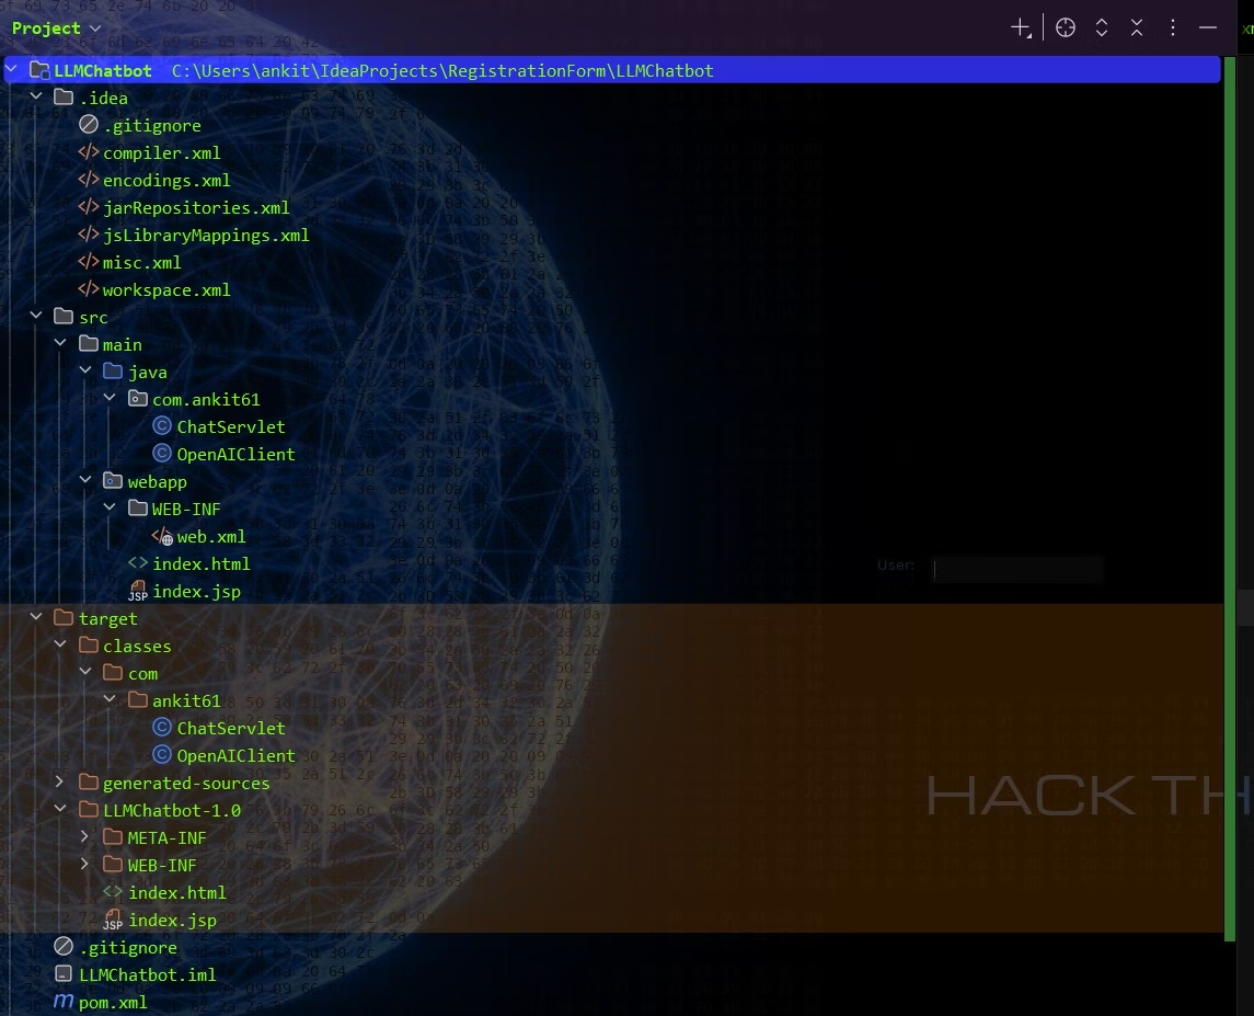 Project
LLMChatbot C:\Users\ankit\IdeaProjects\RegistrationForm\LLMChatbot
.idea
.gitignore
compiler.xml
encodings.xml
jarRepositories.xml
jsLibraryMappings.xml
misc.xml
workspace.xml
src
main
java
com.ankit61
ChatServlet
OpenAIClient
webapp
WEB-INF
web.xml
index.html
User:
JSP index.jsp
target
classes
com
ankit61
ChatServlet
OpenAIClient
generated-sources
HACK TH
LLMChatbot-1.0
META-INF
WEB-INF
index.html
JSP index.jsp
.gitignore
LLMChatbot.iml
m pom.xml